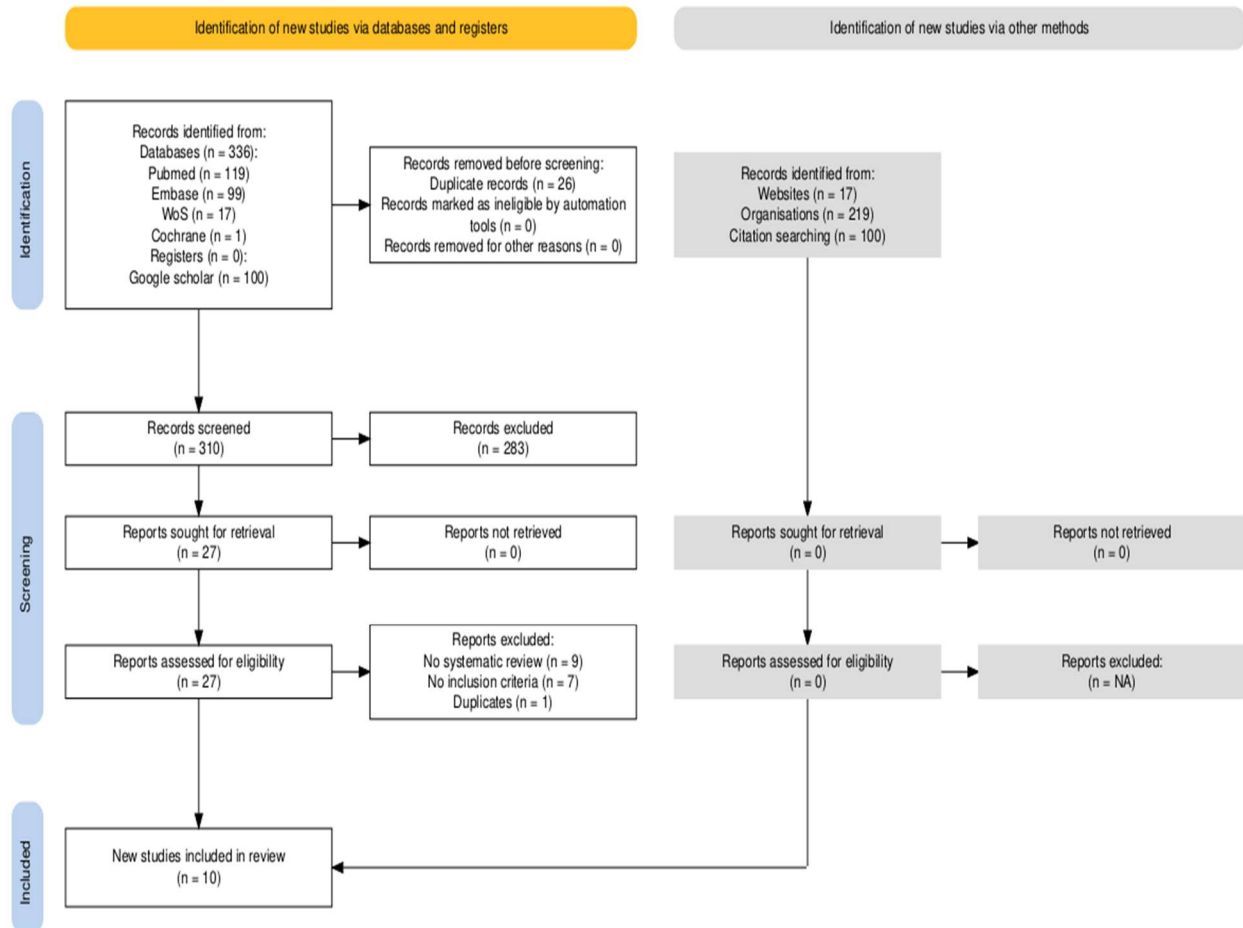 Identification of new studies via databases and registers
Identification of new studies via other methods
Identification
Records identified from:
Databases (n = 336):
Pubmed (n = 119)
Embase (n = 99)
WoS (n = 17)
Cochrane (n = 1)
Registers (n = 0):
Google scholar (n = 100)
Records removed before screening:
Duplicate records (n = 26)
Records marked as ineligible by automation
tools (n = 0)
Records removed for other reasons (n = 0)
Records identified from:
Websites (n = 17)
Organisations (n = 219)
Citation searching (n = 100)
Screening
Records screened
(n = 310)
Records excluded
(n = 283)
Reports sought for retrieval
(n = 27)
Reports not retrieved
(n = 0)
Reports sought for retrieval
(n = 0)
Reports not retrieved
(n = 0)
Reports assessed for eligibility
(n = 27)
Reports excluded:
No systematic review (n = 9)
No inclusion criteria (n = 7)
Duplicates (n = 1)
Reports assessed for eligibility
(n = 0)
Reports excluded:
(n = NA)
Included
New studies included in review
(n = 10)